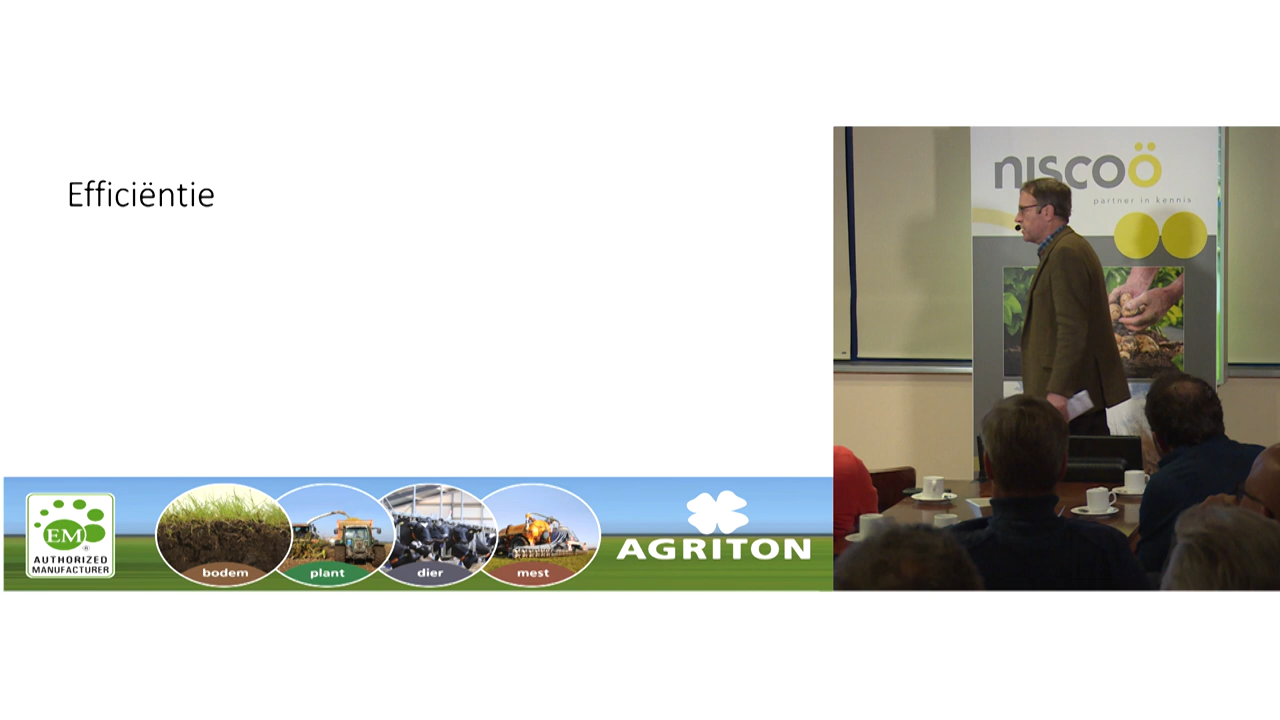 Efficiëntie
NISCOÖ
partner in kennis
EM®
AUTHORIZED
MANUFACTURER
bodem
plant
dier
mest
AGRITON